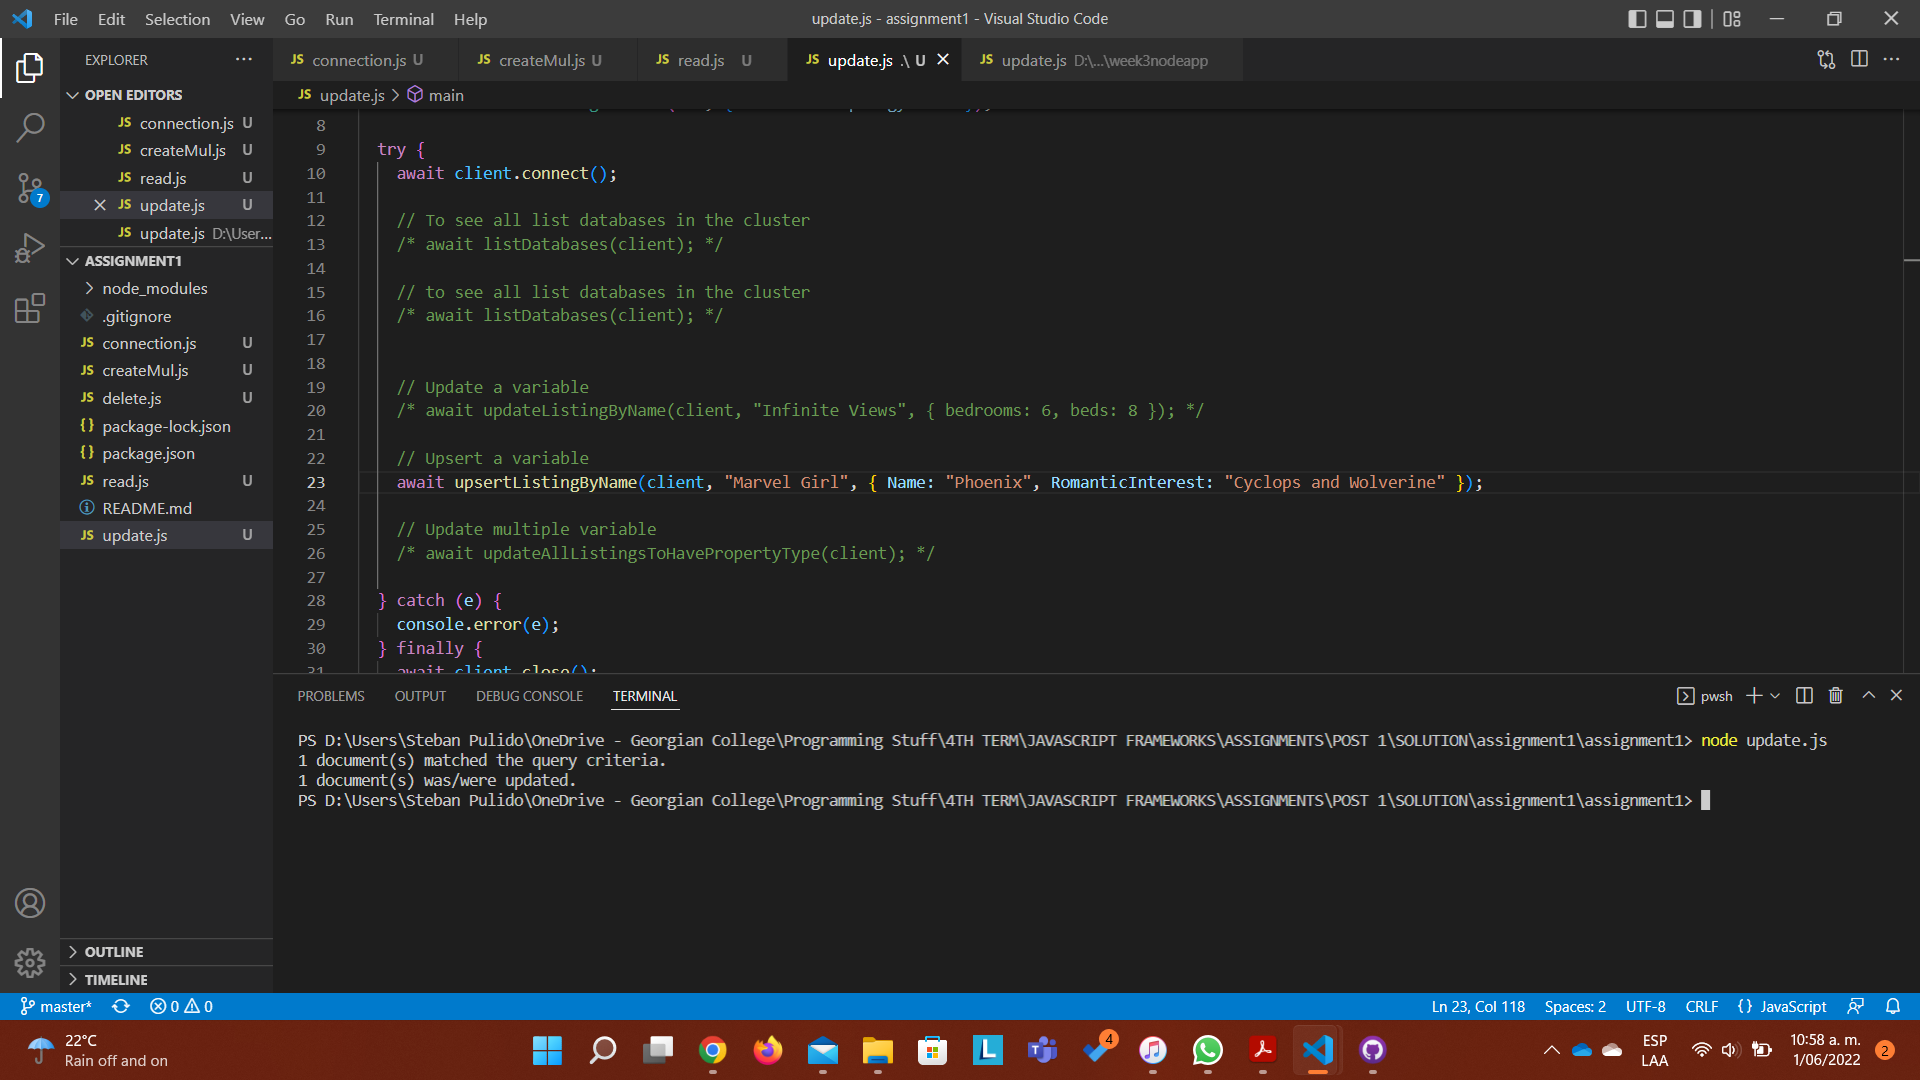 File Edit Selection View Go Run Terminal Help
update.js - assignment1 - Visual Studio Code
EXPLORER ···
connection.js U
createMul.js U
read.js U
update.js .\ U
update.js D:\...\week3nodeapp
update.js > main
OPEN EDITORS
JS connection.js U
JS createMul.js U
JS read.js U
JS update.js U
JS update.js D:\User...
ASSIGNMENT1
node_modules
.gitignore
JS connection.js U
JS createMul.js U
JS delete.js U
{} package-lock.json
{} package.json
JS read.js U
README.md
JS update.js U
OUTLINE
TIMELINE
7
8
9 try {
10 await client.connect();
11
12 // To see all list databases in the cluster
13 /* await listDatabases(client); */
14
15 // to see all list databases in the cluster
16 /* await listDatabases(client); */
17
18
19 // Update a variable
20 /* await updateListingByName(client, "Infinite Views", { bedrooms: 6, beds: 8 }); */
21
22 // Upsert a variable
23 await upsertListingByName(client, "Marvel Girl", { Name: "Phoenix", RomanticInterest: "Cyclops and Wolverine" });
24
25 // Update multiple variable
26 /* await updateAllListingsToHavePropertyType(client); */
27
28 } catch (e) {
29 console.error(e);
30 } finally {
31 await client.close();
PROBLEMS OUTPUT DEBUG CONSOLE TERMINAL
pwsh
PS D:\Users\Steban Pulido\OneDrive - Georgian College\Programming Stuff\4TH TERM\JAVASCRIPT FRAMEWORKS\ASSIGNMENTS\POST 1\SOLUTION\assignment1\assignment1> node update.js
1 document(s) matched the query criteria.
1 document(s) was/were updated.
PS D:\Users\Steban Pulido\OneDrive - Georgian College\Programming Stuff\4TH TERM\JAVASCRIPT FRAMEWORKS\ASSIGNMENTS\POST 1\SOLUTION\assignment1\assignment1>
master* 0 0
Ln 23, Col 118 Spaces: 2 UTF-8 CRLF {} JavaScript
22°C
Rain off and on
L
4
ESP
LAA
10:58 a. m.
1/06/2022
2